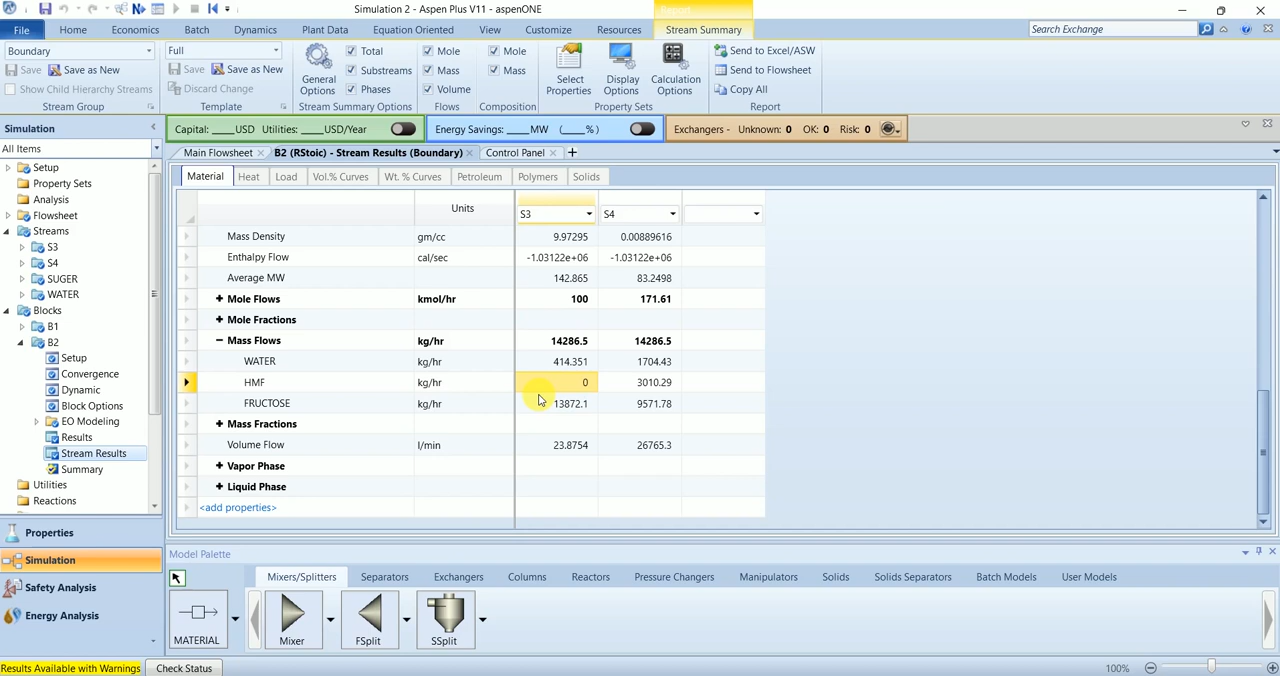 Simulation 2 - Aspen Plus V11 - aspenONE
Report
File Home Economics Batch Dynamics Plant Data Equation Oriented View Customize Resources Stream Summary Search Exchange
Boundary
Save Save as New
Show Child Hierarchy Streams
Stream Group
Full
Save Save as New
Discard Change
Template
General Options
Total
Substreams
Phases
Stream Summary Options
Mole
Mass
Volume
Flows
Mole
Mass
Composition
Select Properties
Display Options
Calculation Options
Property Sets
Send to Excel/ASW
Send to Flowsheet
Copy All
Report
Simulation
All Items
Capital: ____USD Utilities: ____USD/Year
Energy Savings: ____MW (____%)
Exchangers - Unknown: 0 OK: 0 Risk: 0
Main Flowsheet B2 (RStoic) - Stream Results (Boundary) Control Panel +
Material Heat Load Vol.% Curves Wt. % Curves Petroleum Polymers Solids
Setup
Property Sets
Analysis
Flowsheet
Streams
S3
S4
SUGER
WATER
Blocks
B1
B2
Setup
Convergence
Dynamic
Block Options
EO Modeling
Results
Stream Results
Summary
Utilities
Reactions
Units S3 S4
Mass Density gm/cc 9.97295 0.00889616
Enthalpy Flow cal/sec -1.03122e+06 -1.03122e+06
Average MW 142.865 83.2498
+ Mole Flows kmol/hr 100 171.61
+ Mole Fractions
− Mass Flows kg/hr 14286.5 14286.5
WATER kg/hr 414.351 1704.43
HMF kg/hr 0 3010.29
FRUCTOSE kg/hr 13872.1 9571.78
+ Mass Fractions
Volume Flow l/min 23.8754 26765.3
+ Vapor Phase
+ Liquid Phase
<add properties>
Properties
Simulation
Safety Analysis
Energy Analysis
Model Palette
Mixers/Splitters Separators Exchangers Columns Reactors Pressure Changers Manipulators Solids Solids Separators Batch Models User Models
MATERIAL Mixer FSplit SSplit
Results Available with Warnings Check Status 100%